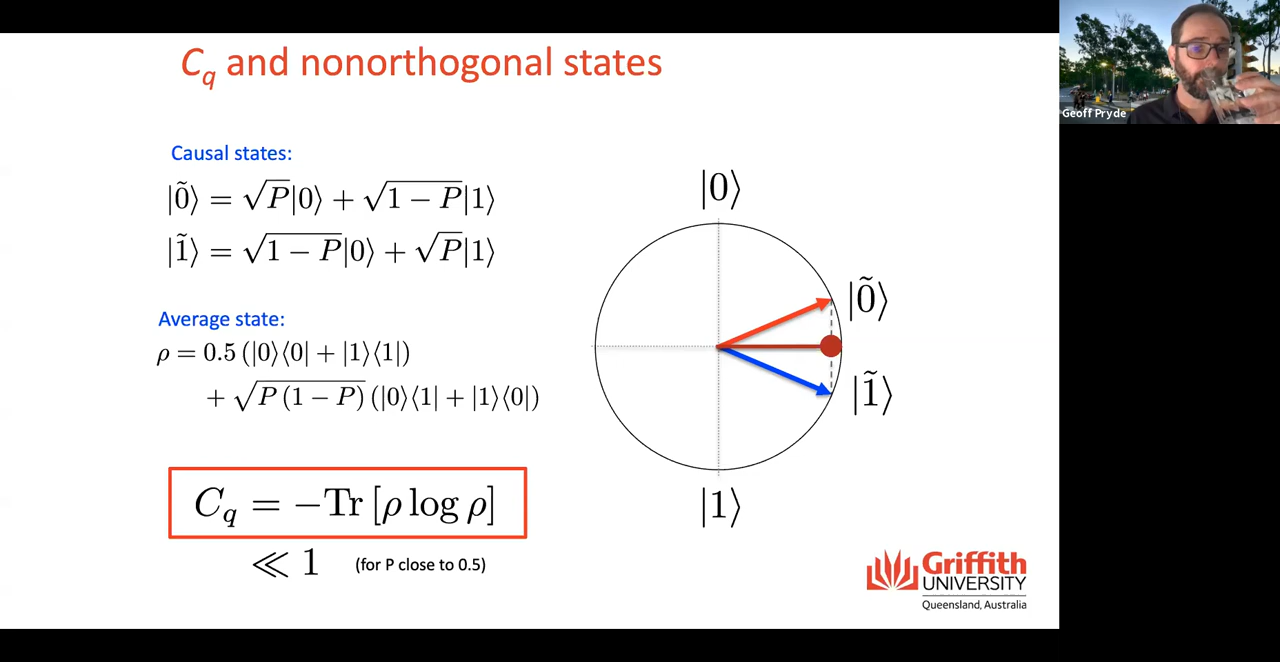 C_q and nonorthogonal states
Geoff Pryde
Causal states:
|0̃⟩ = √P|0⟩ + √(1 − P)|1⟩
|1̃⟩ = √(1 − P)|0⟩ + √P|1⟩
Average state:
ρ = 0.5 (|0⟩⟨0| + |1⟩⟨1|)
+ √(P (1 − P)) (|0⟩⟨1| + |1⟩⟨0|)
C_q = −Tr [ρ log ρ]
≪ 1 (for P close to 0.5)
|0⟩
|0̃⟩
|1̃⟩
|1⟩
Griffith
UNIVERSITY
Queensland, Australia